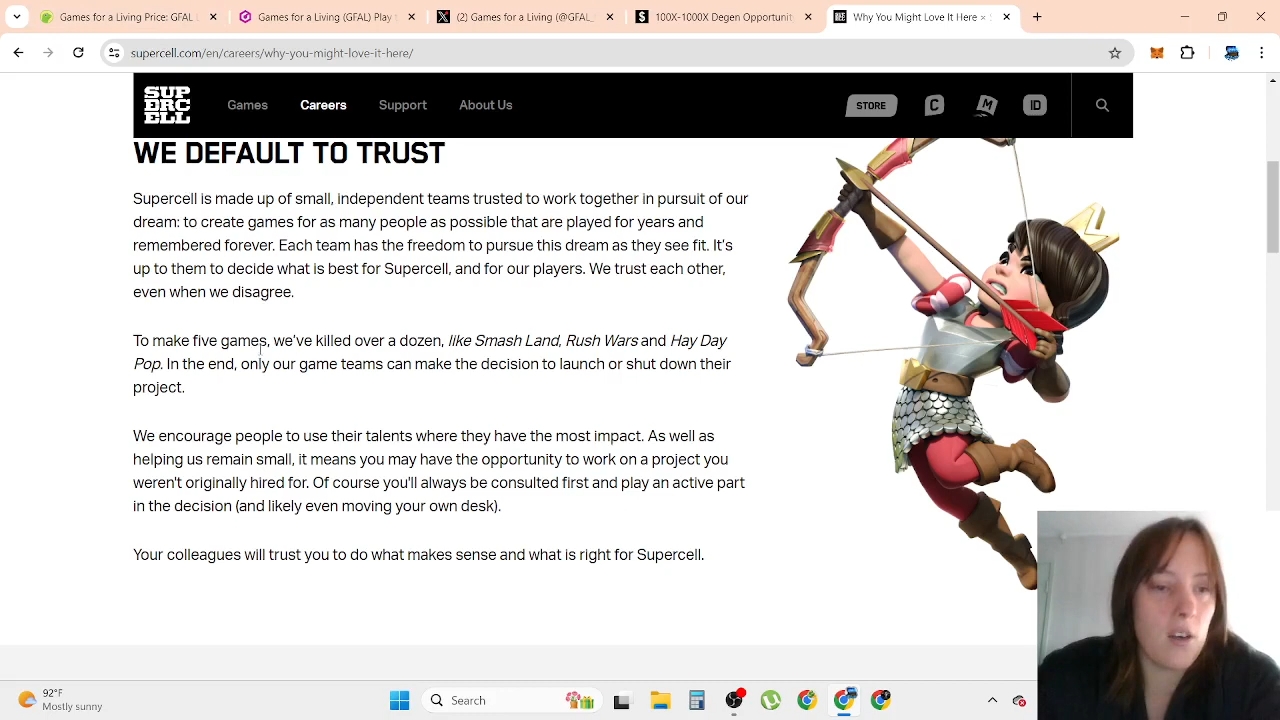 Games for a Living Price: GFAL L
Games for a Living (GFAL) Play t
(2) Games for a Living (@GFAL_
100X-1000X Degen Opportunit
Why You Might Love It Here ×
supercell.com/en/careers/why-you-might-love-it-here/
SUP
ERC
ELL
Games
Careers
Support
About Us
STORE
C
M
ID
WE DEFAULT TO TRUST
Supercell is made up of small, independent teams trusted to work together in pursuit of our
dream: to create games for as many people as possible that are played for years and
remembered forever. Each team has the freedom to pursue this dream as they see fit. It's
up to them to decide what is best for Supercell, and for our players. We trust each other,
even when we disagree.
To make five games, we've killed over a dozen, like Smash Land, Rush Wars and Hay Day
Pop. In the end, only our game teams can make the decision to launch or shut down their
project.
We encourage people to use their talents where they have the most impact. As well as
helping us remain small, it means you may have the opportunity to work on a project you
weren't originally hired for. Of course you'll always be consulted first and play an active part
in the decision (and likely even moving your own desk).
Your colleagues will trust you to do what makes sense and what is right for Supercell.
92°F
Mostly sunny
Search